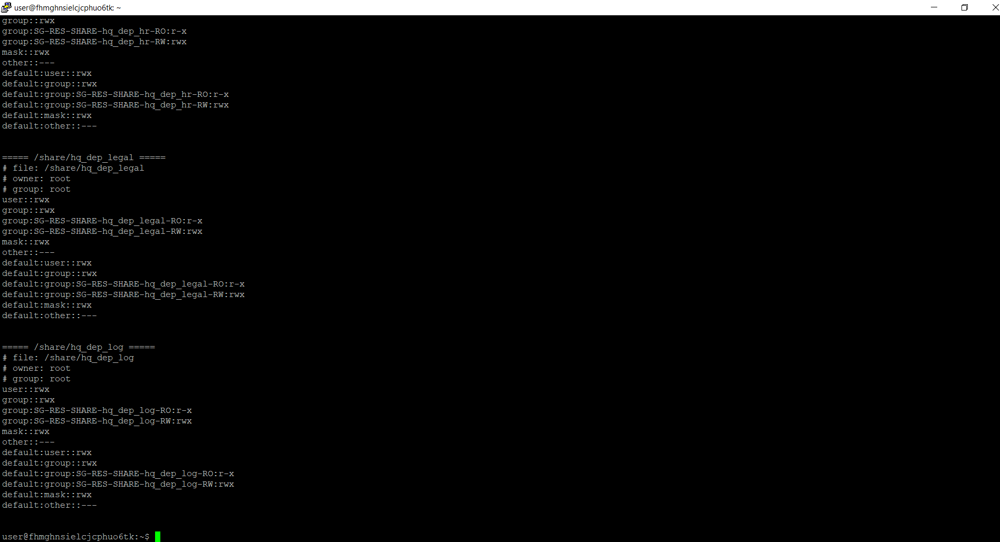 user@fhmghnsielcjcphuo6tk: ~
group::rwx
group:SG-RES-SHARE-hq_dep_hr-RO:r-x
group:SG-RES-SHARE-hq_dep_hr-RW:rwx
mask::rwx
other::---
default:user::rwx
default:group::rwx
default:group:SG-RES-SHARE-hq_dep_hr-RO:r-x
default:group:SG-RES-SHARE-hq_dep_hr-RW:rwx
default:mask::rwx
default:other::---
===== /share/hq_dep_legal =====
# file: /share/hq_dep_legal
# owner: root
# group: root
user::rwx
group::rwx
group:SG-RES-SHARE-hq_dep_legal-RO:r-x
group:SG-RES-SHARE-hq_dep_legal-RW:rwx
mask::rwx
other::---
default:user::rwx
default:group::rwx
default:group:SG-RES-SHARE-hq_dep_legal-RO:r-x
default:group:SG-RES-SHARE-hq_dep_legal-RW:rwx
default:mask::rwx
default:other::---
===== /share/hq_dep_log =====
# file: /share/hq_dep_log
# owner: root
# group: root
user::rwx
group::rwx
group:SG-RES-SHARE-hq_dep_log-RO:r-x
group:SG-RES-SHARE-hq_dep_log-RW:rwx
mask::rwx
other::---
default:user::rwx
default:group::rwx
default:group:SG-RES-SHARE-hq_dep_log-RO:r-x
default:group:SG-RES-SHARE-hq_dep_log-RW:rwx
default:mask::rwx
default:other::---
user@fhmghnsielcjcphuo6tk:~$